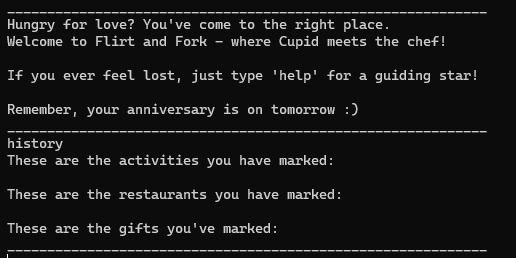 ____________________________________________________________
Hungry for love? You've come to the right place.
Welcome to Flirt and Fork - where Cupid meets the chef!
If you ever feel lost, just type 'help' for a guiding star!
Remember, your anniversary is on tomorrow :)
____________________________________________________________
history
These are the activities you have marked:
These are the restaurants you have marked:
These are the gifts you've marked:
____________________________________________________________